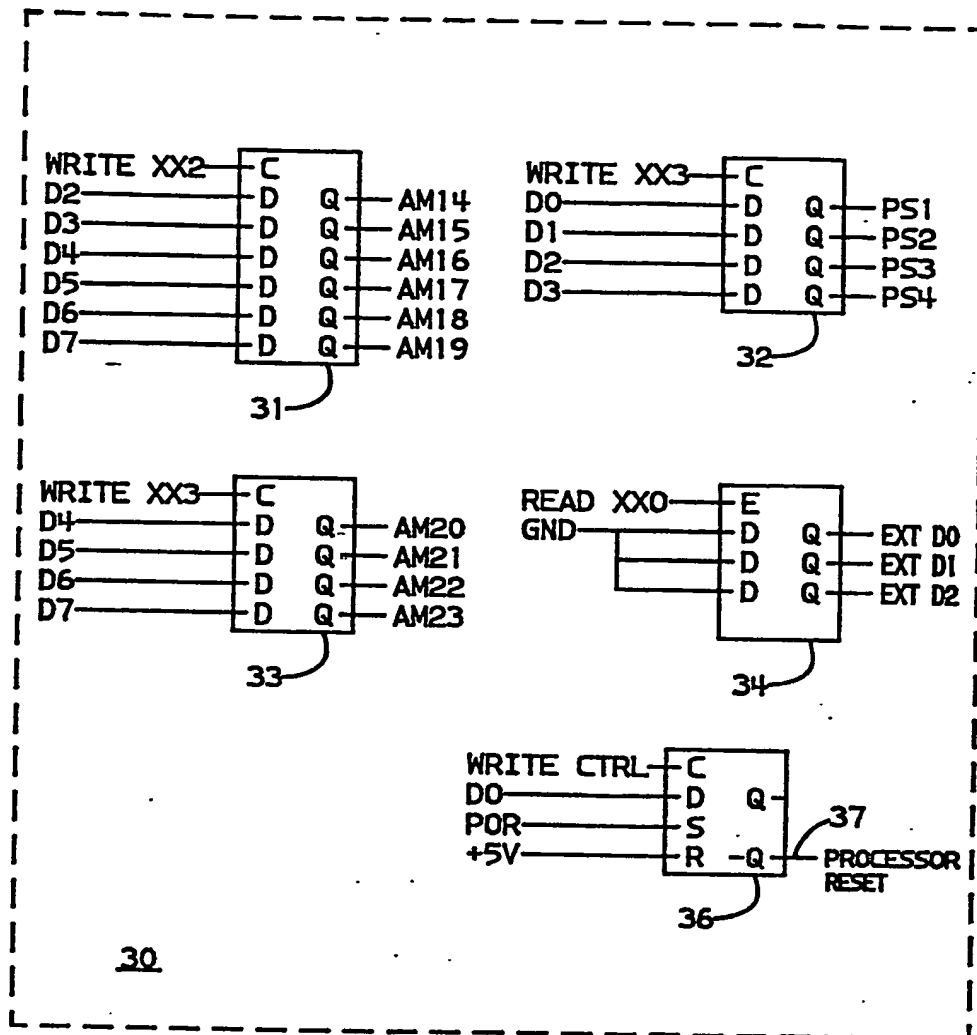 WRITE XX2 C
D2 D Q AM14
D3 D Q AM15
D4 D Q AM16
D5 D Q AM17
D6 D Q AM18
D7 D Q AM19
31
WRITE XX3 C
D0 D Q PS1
D1 D Q PS2
D2 D Q PS3
D3 D Q PS4
32
WRITE XX3 C
D4 D Q AM20
D5 D Q AM21
D6 D Q AM22
D7 D Q AM23
33
READ XX0 E
GND D Q EXT D0
D Q EXT D1
D Q EXT D2
34
WRITE CTRL C
D0 D Q
POR S
+5V R -Q PROCESSOR
RESET
37
36
30